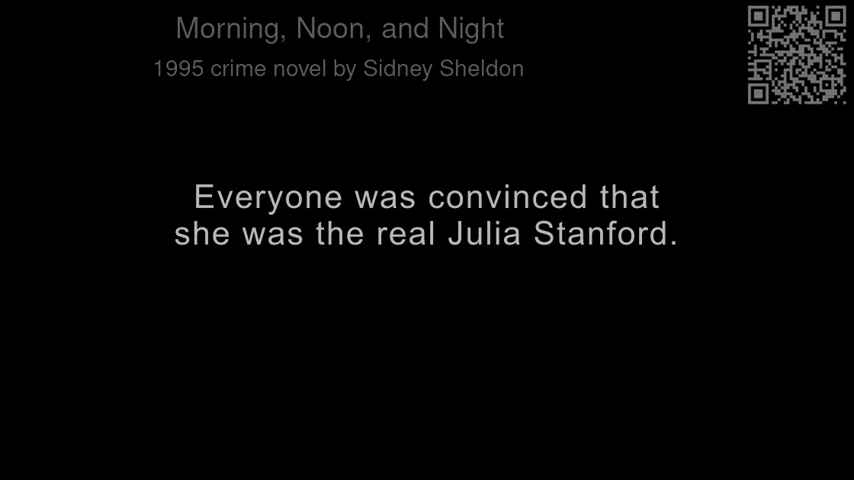 Morning, Noon, and Night
1995 crime novel by Sidney Sheldon
Everyone was convinced that
she was the real Julia Stanford.